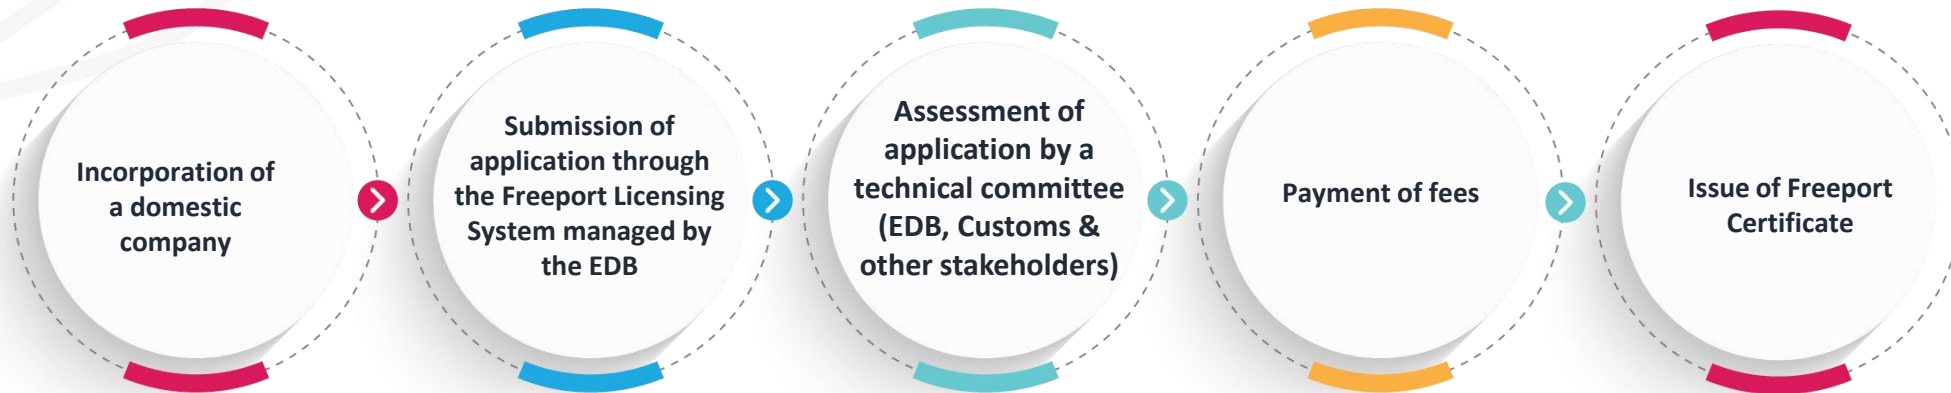 Incorporation of
a domestic
company
Submission of
application through
the Freeport Licensing
System managed by
the EDB
Assessment of
application by a
technical committee
(EDB, Customs &
other stakeholders)
Payment of fees
Issue of Freeport
Certificate